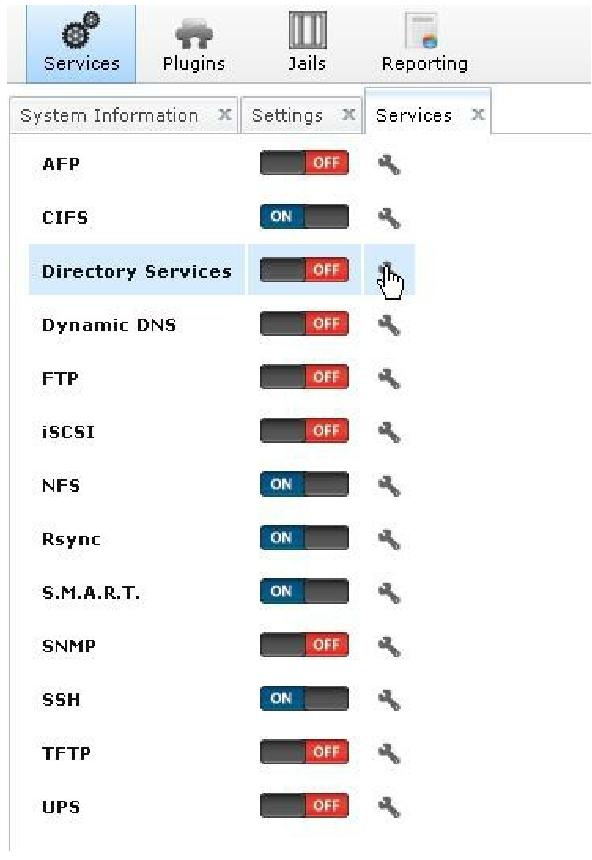 Services Plugins Jails Reporting
System Information x Settings x Services x
AFP OFF
CIFS ON
Directory Services OFF
Dynamic DNS OFF
FTP OFF
iSCSI OFF
NFS ON
Rsync ON
S.M.A.R.T. ON
SNMP OFF
SSH ON
TFTP OFF
UPS OFF